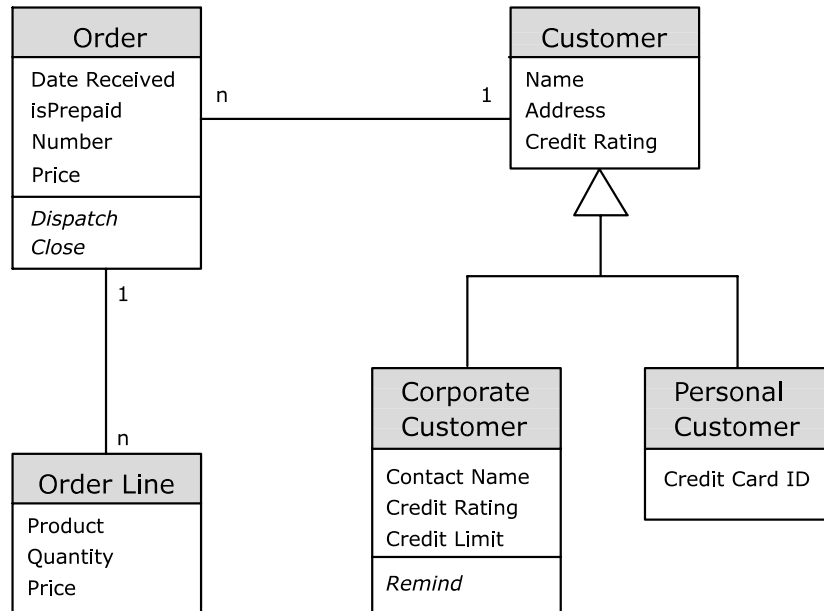 Order
Date Received
isPrepaid
Number
Price
Dispatch
Close
n
1
Customer
Name
Address
Credit Rating
1
n
Order Line
Product
Quantity
Price
Corporate
Customer
Contact Name
Credit Rating
Credit Limit
Remind
Personal
Customer
Credit Card ID